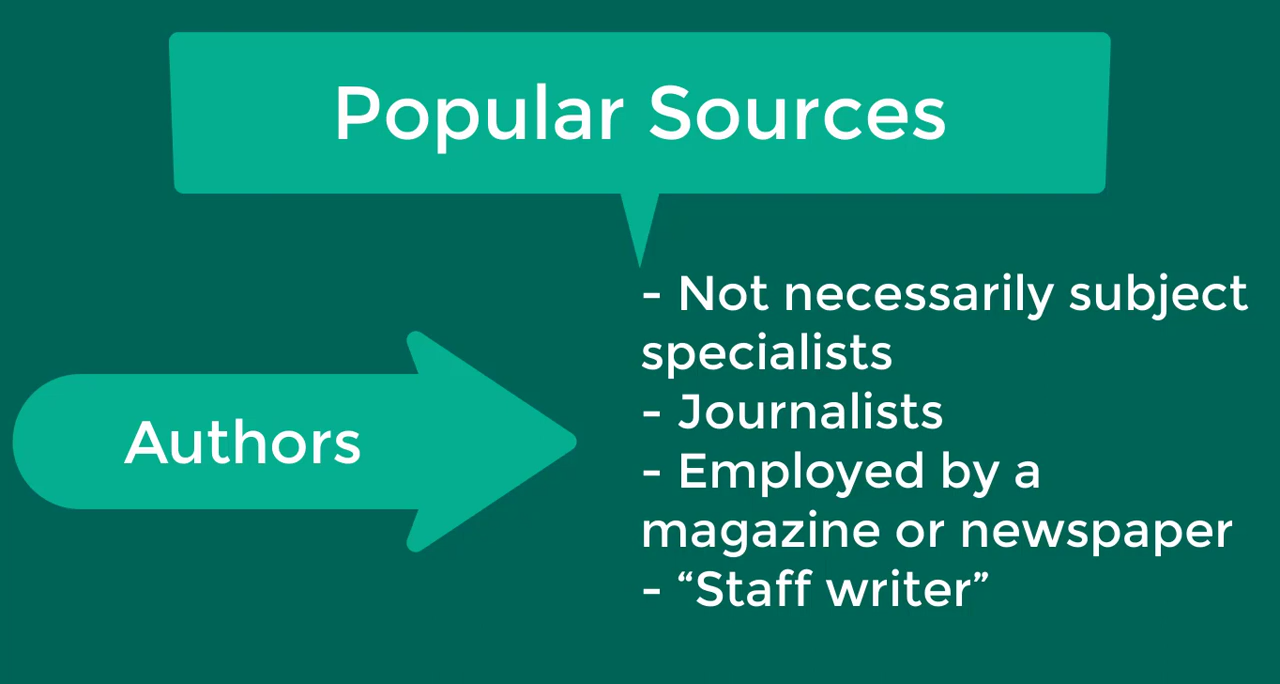 Popular Sources
Authors
- Not necessarily subject
specialists
- Journalists
- Employed by a
magazine or newspaper
- “Staff writer”